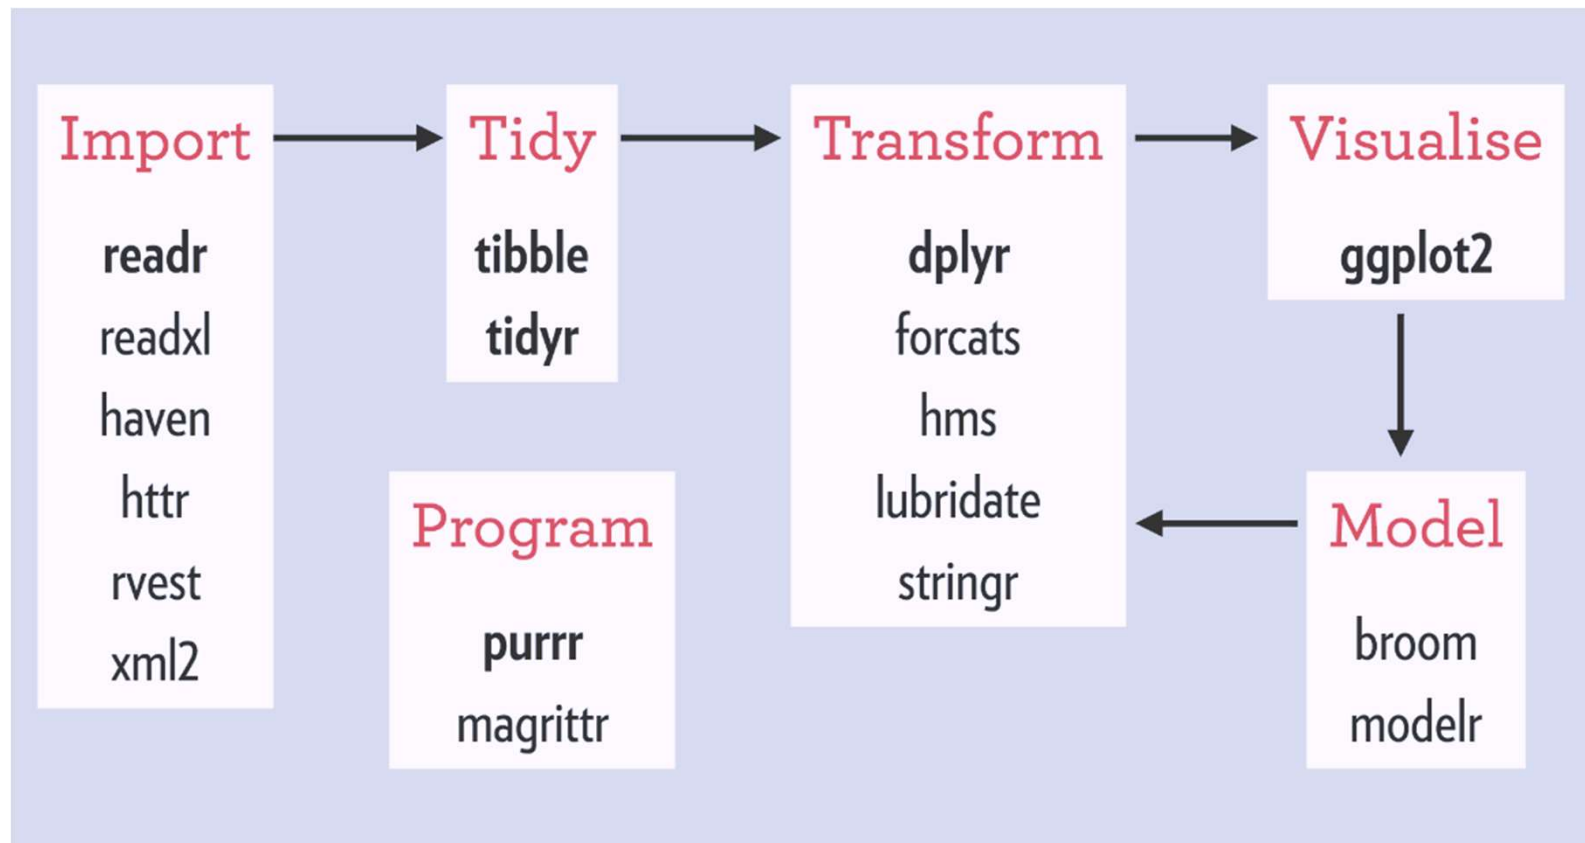 Import
readr
readxl
haven
httr
rvest
xml2
Tidy
tibble
tidyr
Program
purrr
magrittr
Transform
dplyr
forcats
hms
lubridate
stringr
Visualise
ggplot2
Model
broom
modelr